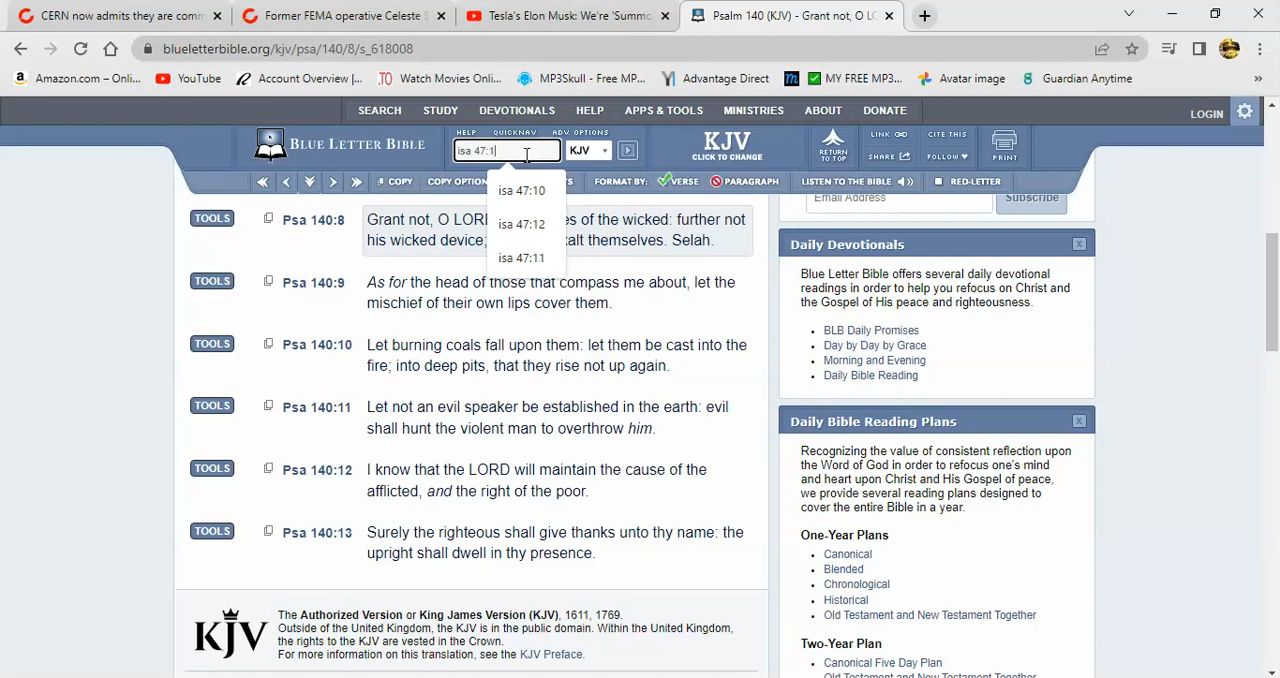 CERN now admits they are comm
Former FEMA operative Celeste S
Tesla's Elon Musk: We're 'Summo
Psalm 140 (KJV) - Grant not, O LO
blueletterbible.org/kjv/psa/140/8/s_618008
Amazon.com – Onli...
YouTube
Account Overview |...
Watch Movies Onlin...
MP3Skull - Free MP...
Advantage Direct
MY FREE MP3...
Avatar image
Guardian Anytime
SEARCH STUDY DEVOTIONALS HELP APPS & TOOLS MINISTRIES ABOUT DONATE
LOGIN
BLUE LETTER BIBLE
HELP QUICKNAV ADV. OPTIONS
isa 47:1
KJV
KJV
CLICK TO CHANGE
RETURN
TO TOP
LINK
SHARE
CITE THIS
FOLLOW
PRINT
isa 47:10
isa 47:12
isa 47:11
COPY COPY OPTION S FORMAT BY: VERSE PARAGRAPH LISTEN TO THE BIBLE RED-LETTER
TOOLS Psa 140:8 Grant not, O LORD es of the wicked: further not
his wicked device; alt themselves. Selah.
TOOLS Psa 140:9 As for the head of those that compass me about, let the
mischief of their own lips cover them.
TOOLS Psa 140:10 Let burning coals fall upon them: let them be cast into the
fire; into deep pits, that they rise not up again.
TOOLS Psa 140:11 Let not an evil speaker be established in the earth: evil
shall hunt the violent man to overthrow him.
TOOLS Psa 140:12 I know that the LORD will maintain the cause of the
afflicted, and the right of the poor.
TOOLS Psa 140:13 Surely the righteous shall give thanks unto thy name: the
upright shall dwell in thy presence.
KJV
The Authorized Version or King James Version (KJV), 1611, 1769.
Outside of the United Kingdom, the KJV is in the public domain. Within the United Kingdom,
the rights to the KJV are vested in the Crown.
For more information on this translation, see the KJV Preface.
Email Address
Subscribe
Daily Devotionals
Blue Letter Bible offers several daily devotional
readings in order to help you refocus on Christ and
the Gospel of His peace and righteousness.
BLB Daily Promises
Day by Day by Grace
Morning and Evening
Daily Bible Reading
Daily Bible Reading Plans
Recognizing the value of consistent reflection upon
the Word of God in order to refocus one's mind
and heart upon Christ and His Gospel of peace,
we provide several reading plans designed to
cover the entire Bible in a year.
One-Year Plans
Canonical
Blended
Chronological
Historical
Old Testament and New Testament Together
Two-Year Plan
Canonical Five Day Plan
Old Testament and New Testament Together